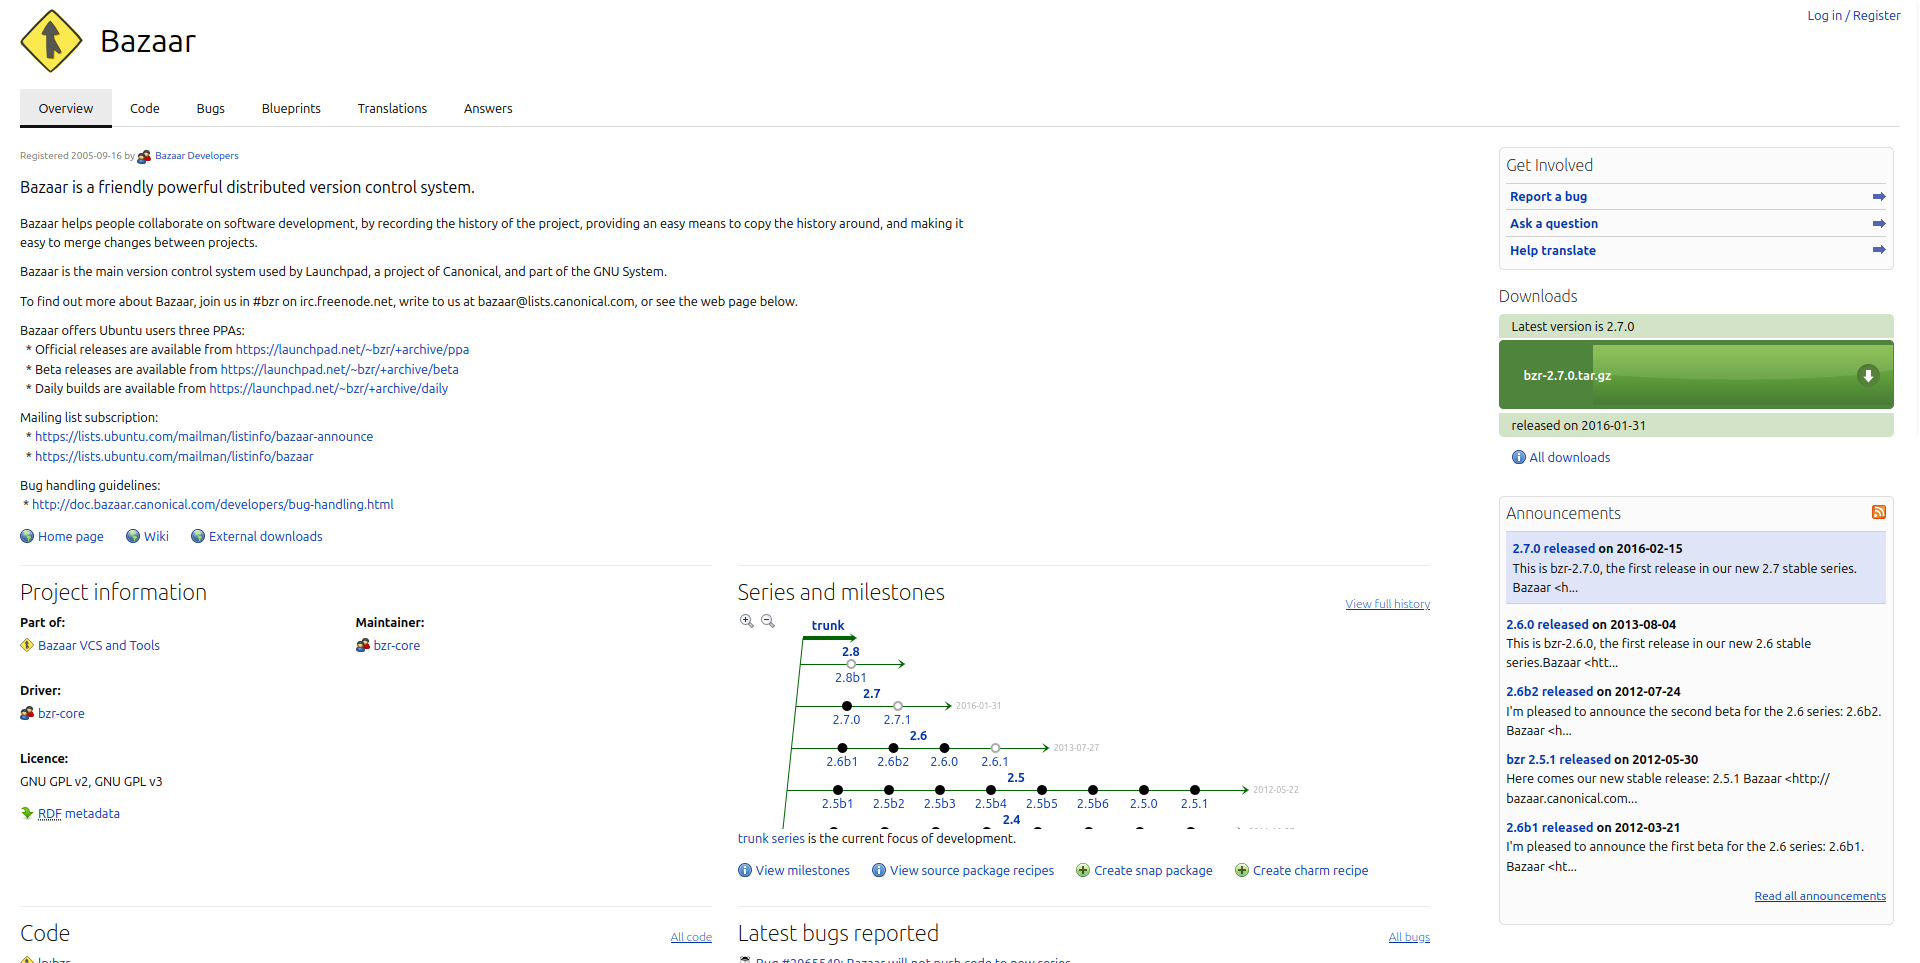 Bazaar
Log in / Register
Overview
Code
Bugs
Blueprints
Translations
Answers
Registered 2005-09-16 by Bazaar Developers
Bazaar is a friendly powerful distributed version control system.
Bazaar helps people collaborate on software development, by recording the history of the project, providing an easy means to copy the history around, and making it
easy to merge changes between projects.
Bazaar is the main version control system used by Launchpad, a project of Canonical, and part of the GNU System.
To find out more about Bazaar, join us in #bzr on irc.freenode.net, write to us at bazaar@lists.canonical.com, or see the web page below.
Bazaar offers Ubuntu users three PPAs:
* Official releases are available from https://launchpad.net/~bzr/+archive/ppa
* Beta releases are available from https://launchpad.net/~bzr/+archive/beta
* Daily builds are available from https://launchpad.net/~bzr/+archive/daily
Mailing list subscription:
* https://lists.ubuntu.com/mailman/listinfo/bazaar-announce
* https://lists.ubuntu.com/mailman/listinfo/bazaar
Bug handling guidelines:
* http://doc.bazaar.canonical.com/developers/bug-handling.html
Home page
Wiki
External downloads
Project information
Part of:
Bazaar VCS and Tools
Maintainer:
bzr-core
Driver:
bzr-core
Licence:
GNU GPL v2, GNU GPL v3
RDF metadata
Series and milestones
View full history
trunk
2.8
2.8b1
2.7
2016-01-31
2.7.0 2.7.1
2.6
2013-07-27
2.6b1 2.6b2 2.6.0 2.6.1
2.5
2012-05-22
2.5b1 2.5b2 2.5b3 2.5b4 2.5b5 2.5b6 2.5.0 2.5.1
2.4
trunk series is the current focus of development.
View milestones
View source package recipes
Create snap package
Create charm recipe
Code
All code
lp:bzr
Latest bugs reported
All bugs
Bug #2065549: Bazaar will not push code to new series
Get Involved
Report a bug
Ask a question
Help translate
Downloads
Latest version is 2.7.0
bzr-2.7.0.tar.gz
released on 2016-01-31
All downloads
Announcements
2.7.0 released on 2016-02-15
This is bzr-2.7.0, the first release in our new 2.7 stable series.
Bazaar <h...
2.6.0 released on 2013-08-04
This is bzr-2.6.0, the first release in our new 2.6 stable
series.Bazaar <htt...
2.6b2 released on 2012-07-24
I'm pleased to announce the second beta for the 2.6 series: 2.6b2.
Bazaar <h...
bzr 2.5.1 released on 2012-05-30
Here comes our new stable release: 2.5.1 Bazaar <http://
bazaar.canonical.com...
2.6b1 released on 2012-03-21
I'm pleased to announce the first beta for the 2.6 series: 2.6b1.
Bazaar <ht...
Read all announcements